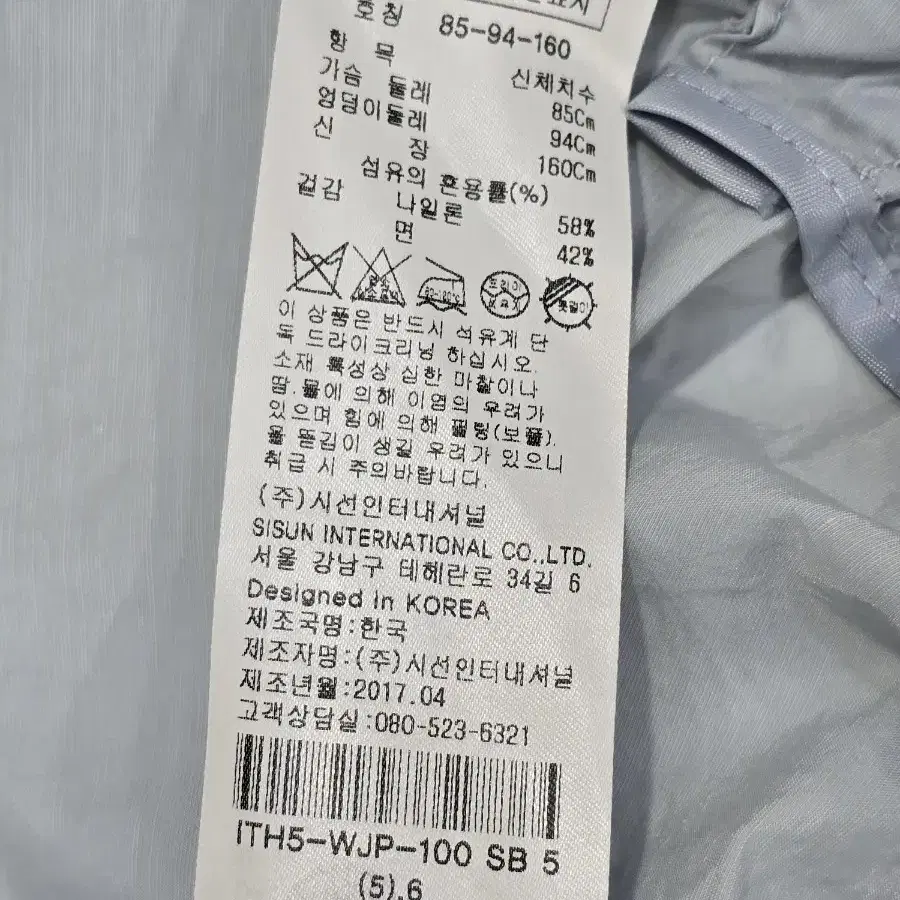 호칭 85-94-160
항 목 신체치수
가슴 둘레 85Cm
엉덩이둘레 94Cm
신 장 160Cm
섬유의 혼용률(%)
겉감 나일론 58%
면 42%
80~120℃ 드라이 옷걸이
이 상품은 반드시 석유계 단
독 드라이크리닝 하십시오.
소재 특성상 심한 마찰이나
땀.물에 의해 이염의 우려가
있으며 힘에 의해 필링(보풀).
올 뜯김이 생길 우려가 있으니
취급 시 주의바랍니다.
(주)시선인터내셔널
SISUN INTERNATIONAL CO.,LTD.
서울 강남구 테헤란로 34길 6
Designed in KOREA
제조국명:한국
제조자명:(주)시선인터내셔널
제조년월:2017.04
고객상담실:080-523-6321
ITH5-WJP-100 SB 5
(5).6